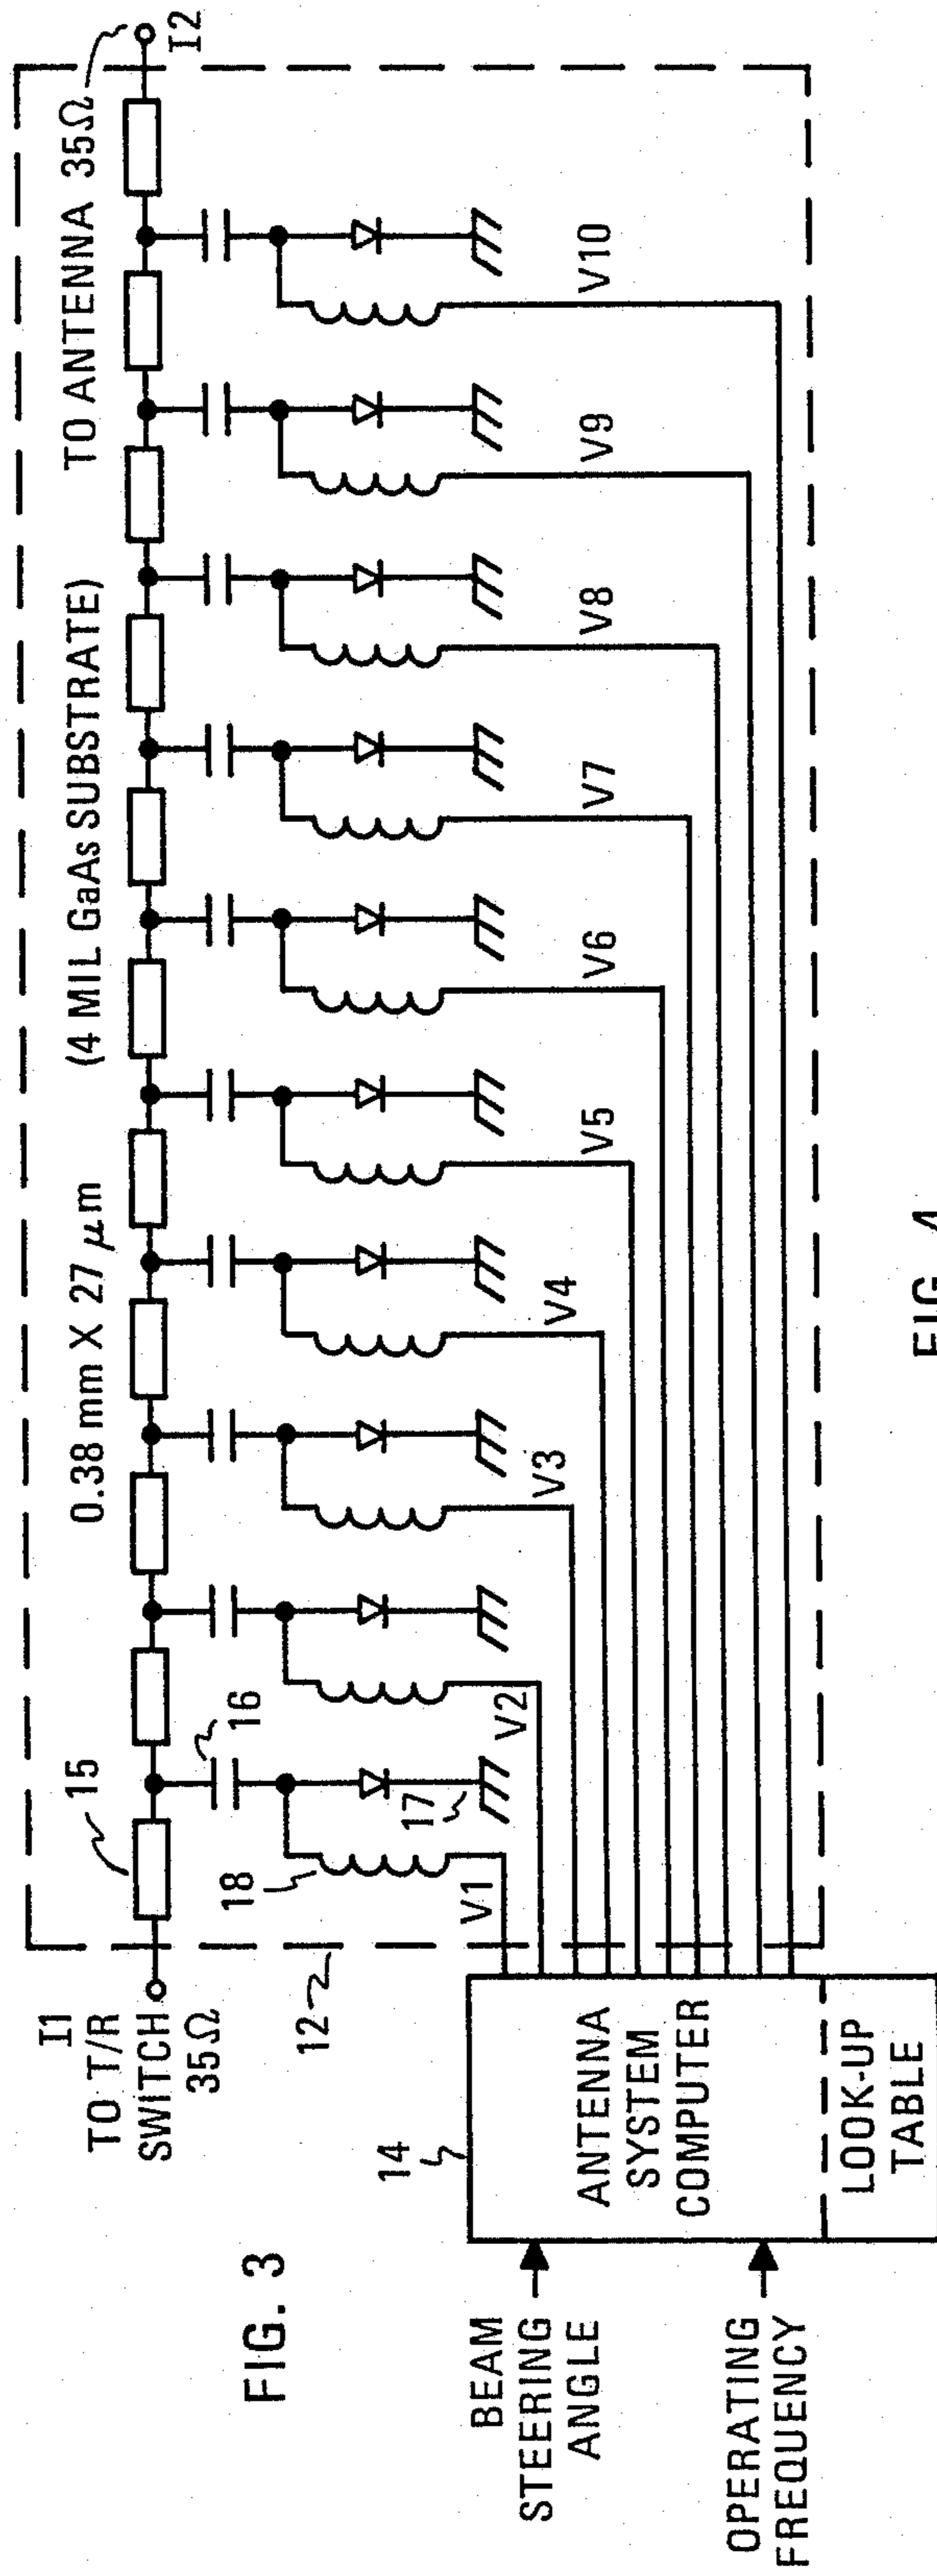 FIG. 3
I1
TO T/R
SWITCH
35Ω
12
15
16
17
18
0.38 mm X 27 μm
(4 MIL GaAs SUBSTRATE)
TO ANTENNA 35Ω
I2
V1
V2
V3
V4
V5
V6
V7
V8
V9
V10
14
ANTENNA
SYSTEM
COMPUTER
LOOK-UP
TABLE
BEAM
STEERING
ANGLE
OPERATING
FREQUENCY
FIG. 4